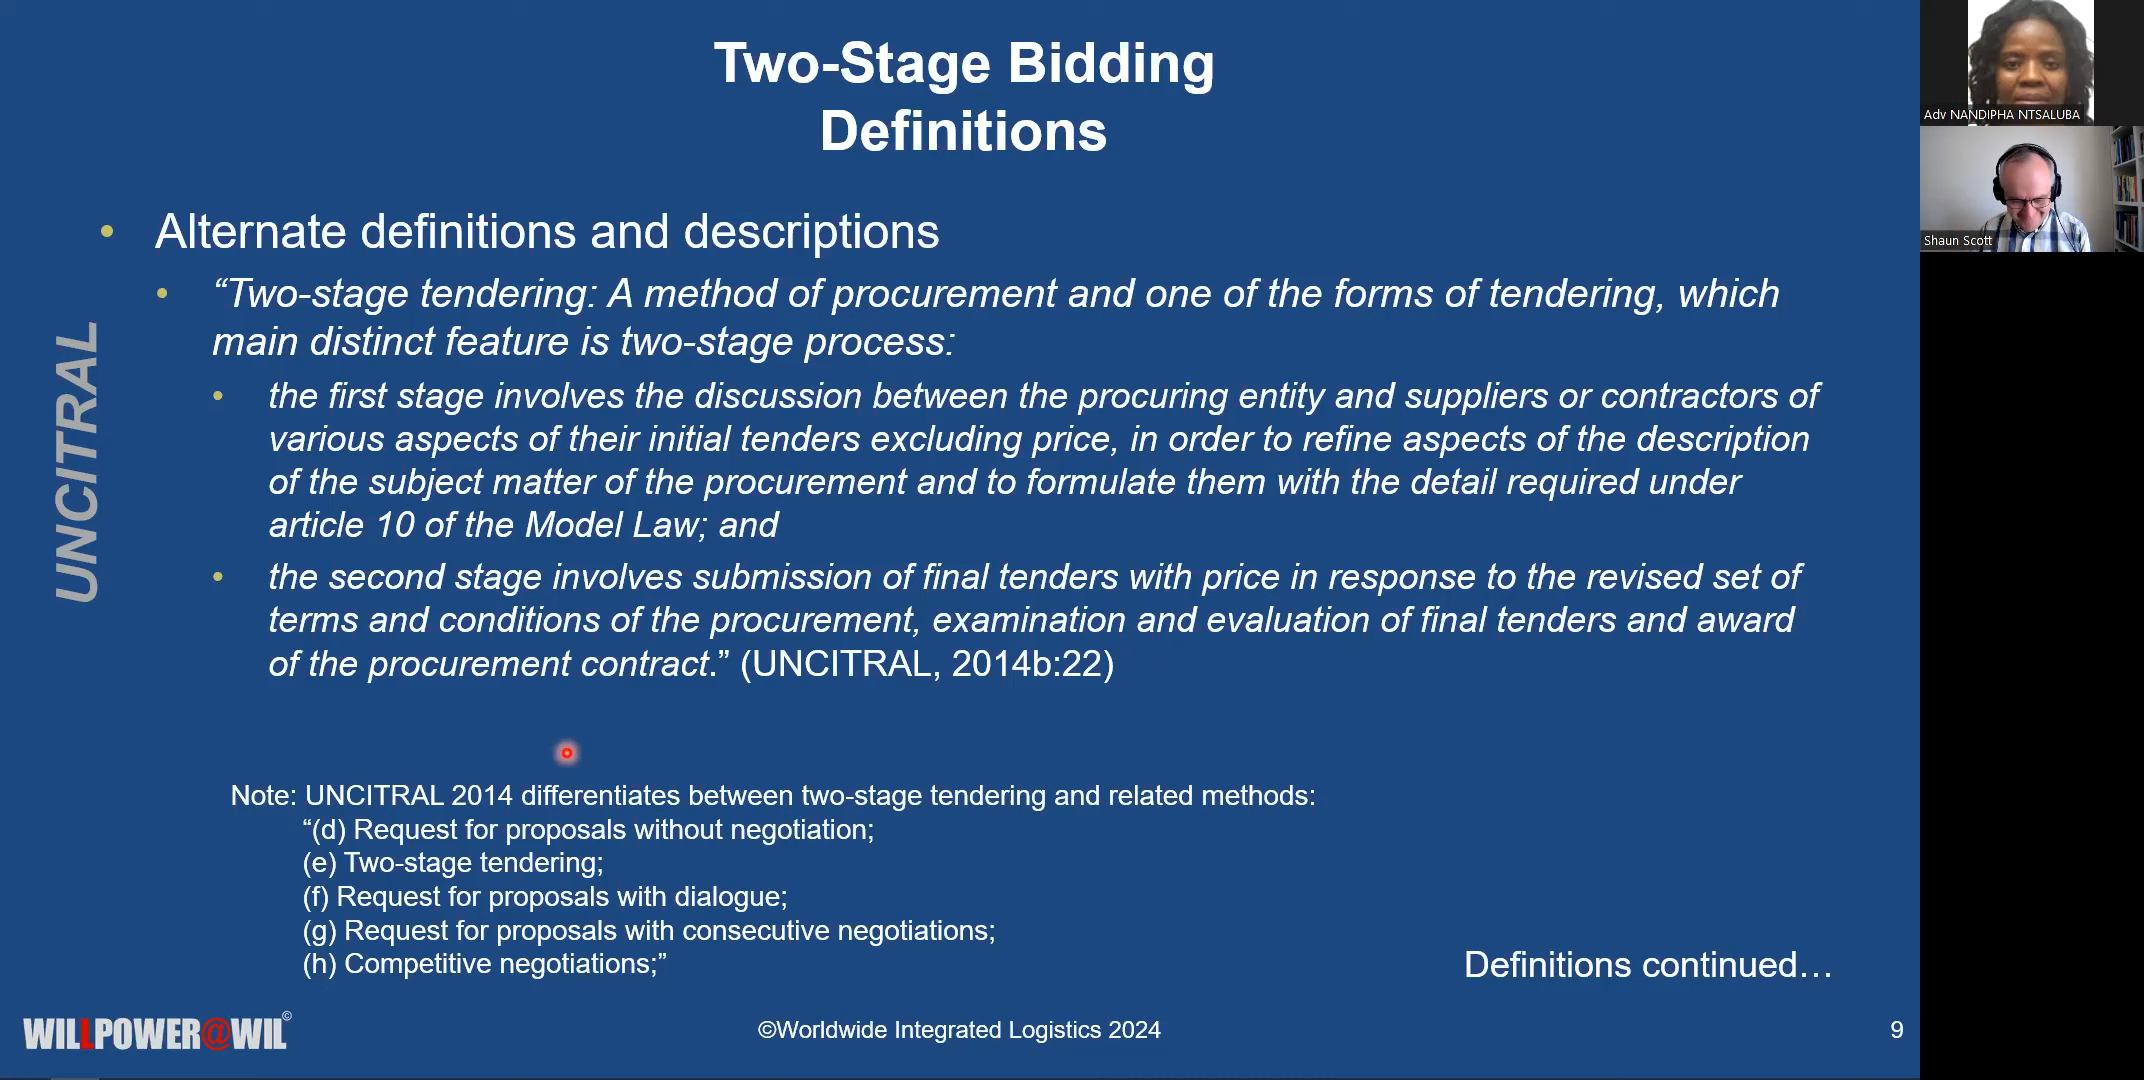 Two-Stage Bidding
Definitions
Alternate definitions and descriptions
“Two-stage tendering: A method of procurement and one of the forms of tendering, which
main distinct feature is two-stage process:
the first stage involves the discussion between the procuring entity and suppliers or contractors of
various aspects of their initial tenders excluding price, in order to refine aspects of the description
of the subject matter of the procurement and to formulate them with the detail required under
article 10 of the Model Law; and
the second stage involves submission of final tenders with price in response to the revised set of
terms and conditions of the procurement, examination and evaluation of final tenders and award
of the procurement contract.” (UNCITRAL, 2014b:22)
UNCITRAL
Note: UNCITRAL 2014 differentiates between two-stage tendering and related methods:
“(d) Request for proposals without negotiation;
(e) Two-stage tendering;
(f) Request for proposals with dialogue;
(g) Request for proposals with consecutive negotiations;
(h) Competitive negotiations;”
Definitions continued…
WILLPOWER@WIL©
©Worldwide Integrated Logistics 2024
9
Adv NANDIPHA NTSALUBA
Shaun Scott